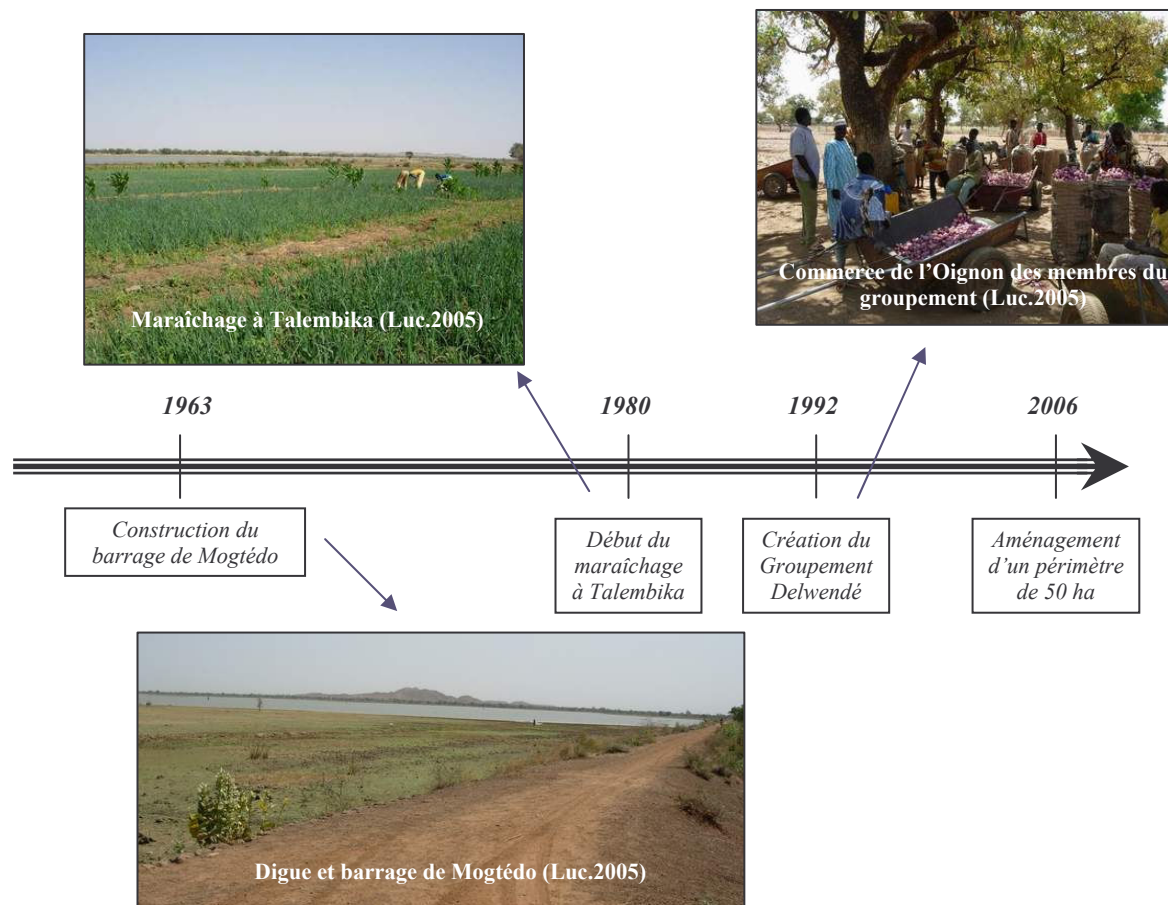 Maraîchage à Talembika (Luc.2005)
Commeree de l'Oignon des membres du
groupement (Luc.2005)
1963
1980
1992
2006
Construction du
barrage de Mogtédo
Début du
maraîchage
à Talembika
Création du
Groupement
Delwendé
Aménagement
d'un périmètre
de 50 ha
Digue et barrage de Mogtédo (Luc.2005)